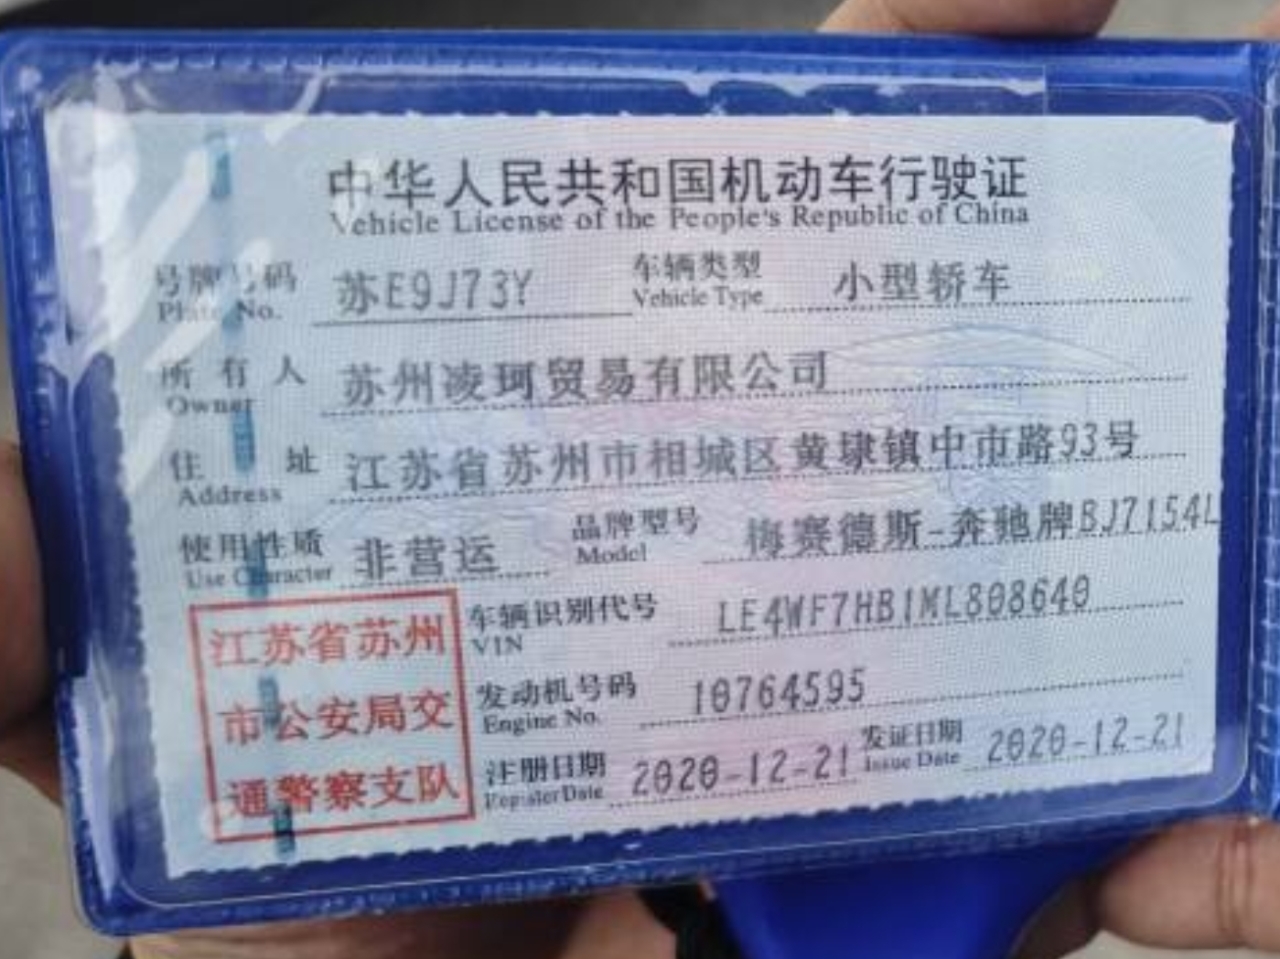 中华人民共和国机动车行驶证
Vehicle License of the People's Republic of China
号牌号码 苏E9J73Y 车辆类型 小型轿车
Plate No. Vehicle Type
所有人 苏州凌珂贸易有限公司
Owner
住址 江苏省苏州市相城区黄埭镇中市路93号
Address
使用性质 非营运 品牌型号 梅赛德斯-奔驰牌BJ7154L
Use Character Model
江苏省苏州
市公安局交
通警察支队
车辆识别代号 LE4WF7HB1ML808640
VIN
发动机号码 10764595
Engine No.
注册日期 2020-12-21 发证日期 2020-12-21
Register Date Issue Date